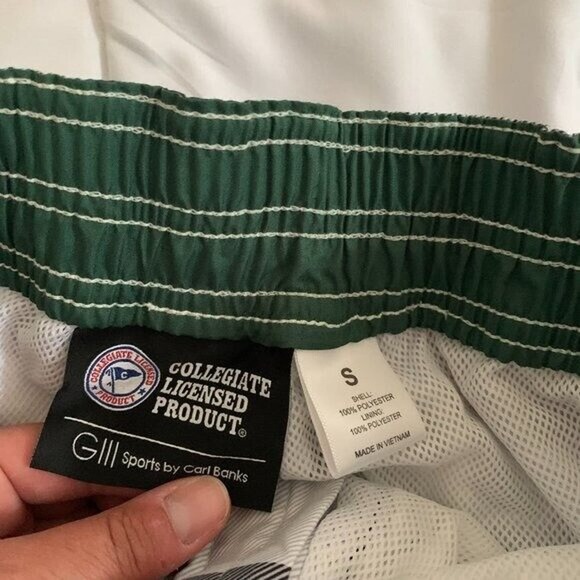 COLLEGIATE LICENSED
PRODUCT
COLLEGIATE
LICENSED
PRODUCT®
GIII Sports by Carl Banks
S
SHELL:
100% POLYESTER
LINING:
100% POLYESTER
MADE IN VIETNAM